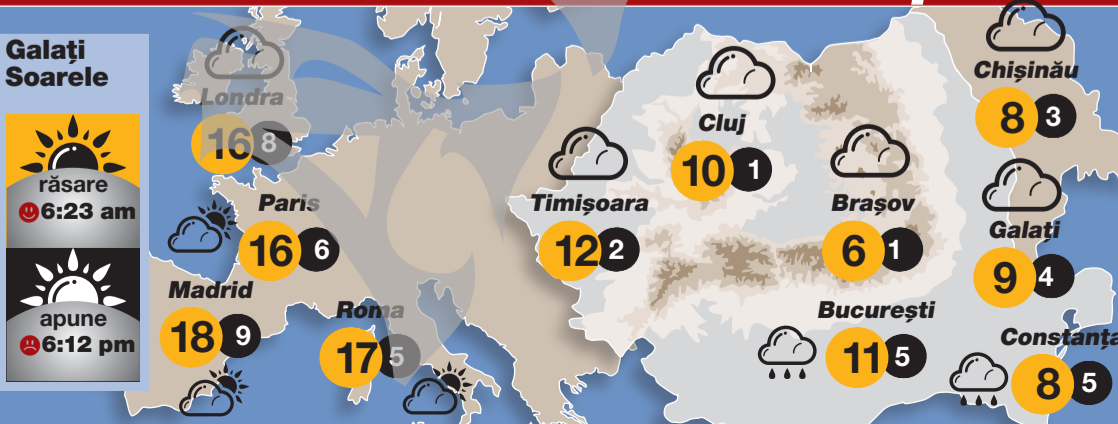 Galați
Soarele
răsare
6:23 am
apune
6:12 pm
Londra
16 8
Paris
16 6
Madrid
18 9
Roma
17 5
Timișoara
12 2
Cluj
10 1
Brașov
6 1
București
11 5
Chișinău
8 3
Galați
9 4
Constanța
8 5